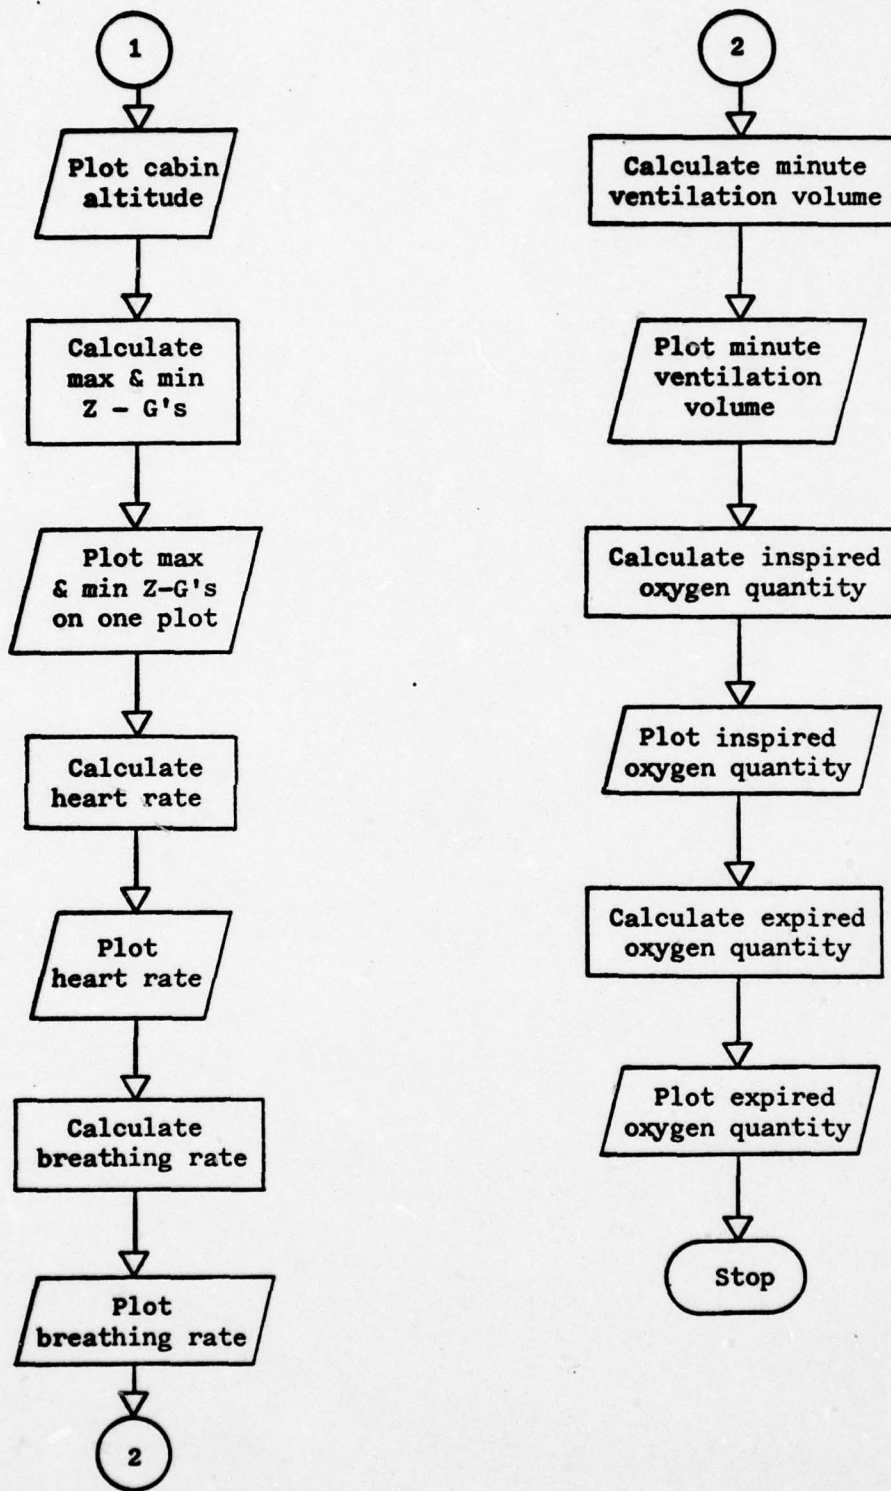 1
Plot cabin
altitude
Calculate
max & min
Z - G's
Plot max
& min Z-G's
on one plot
Calculate
heart rate
Plot
heart rate
Calculate
breathing rate
Plot
breathing rate
2
2
Calculate minute
ventilation volume
Plot minute
ventilation
volume
Calculate inspired
oxygen quantity
Plot inspired
oxygen quantity
Calculate expired
oxygen quantity
Plot expired
oxygen quantity
Stop